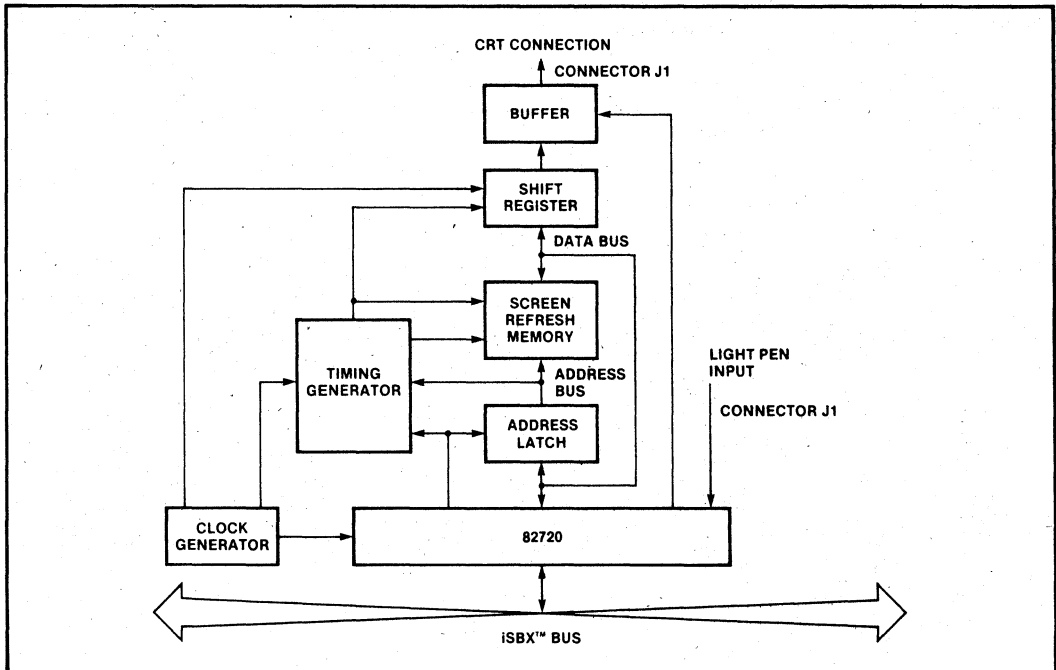 CRT CONNECTION
CONNECTOR J1
BUFFER
SHIFT
REGISTER
DATA BUS
SCREEN
REFRESH
MEMORY
TIMING
GENERATOR
ADDRESS
BUS
LIGHT PEN
INPUT
CONNECTOR J1
ADDRESS
LATCH
CLOCK
GENERATOR
82720
iSBX™ BUS